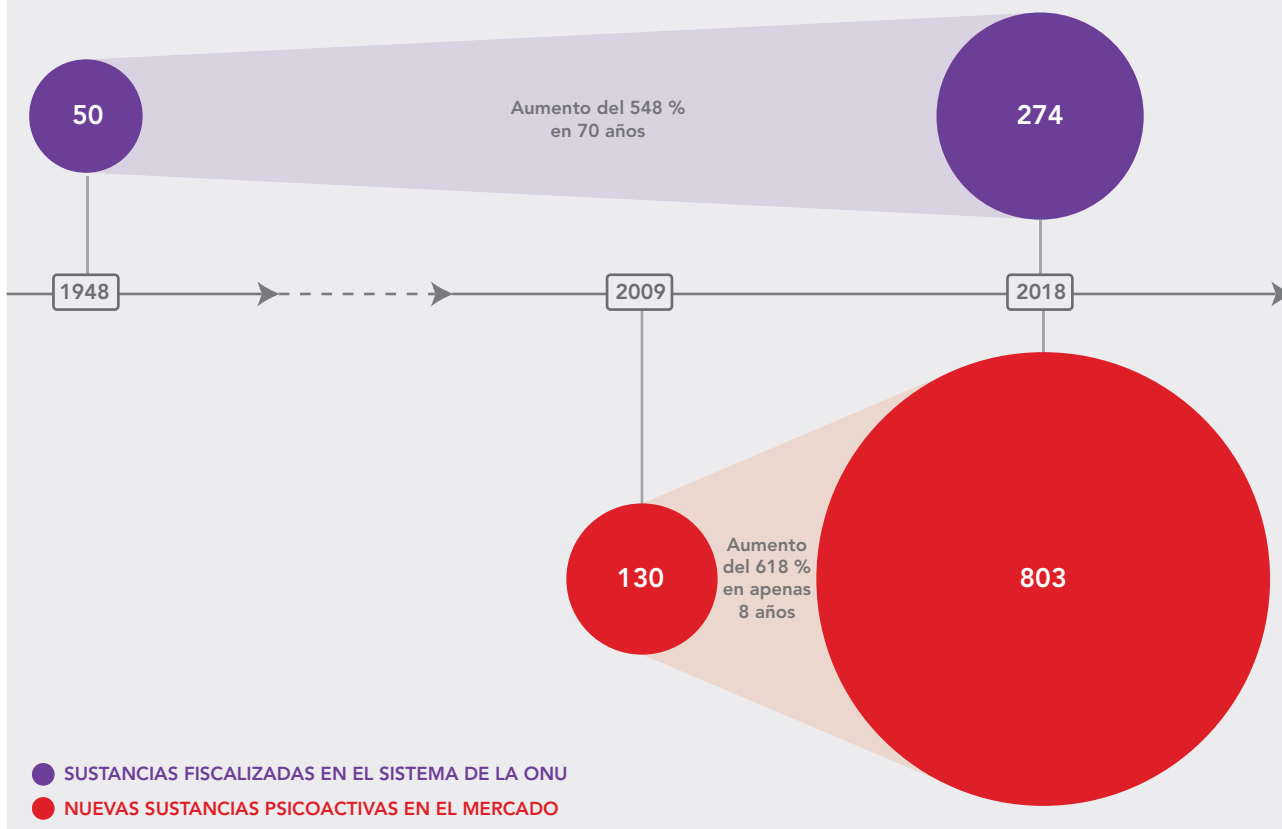 50
Aumento del 548 %
en 70 años
274
1948
2009
2018
130
Aumento
del 618 %
en apenas
8 años
803
SUSTANCIAS FISCALIZADAS EN EL SISTEMA DE LA ONU
NUEVAS SUSTANCIAS PSICOACTIVAS EN EL MERCADO